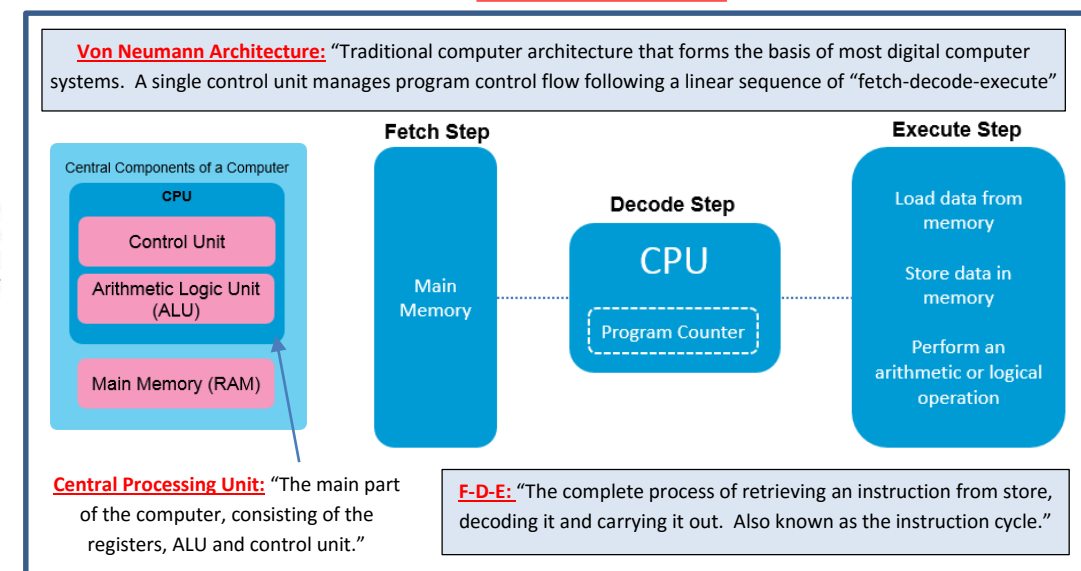 Von Neumann Architecture: “Traditional computer architecture that forms the basis of most digital computer
systems.  A single control unit manages program control flow following a linear sequence of “fetch-decode-execute”
Fetch Step
Main
Memory
Decode Step
CPU
Program Counter
Execute Step
Load data from
memory
Store data in
memory
Perform an
arithmetic or logical
operation
Central Components of a Computer
CPU
Control Unit
Arithmetic Logic Unit
(ALU)
Main Memory (RAM)
Central Processing Unit: “The main part
of the computer, consisting of the
registers, ALU and control unit.”
F-D-E: “The complete process of retrieving an instruction from store,
decoding it and carrying it out.  Also known as the instruction cycle.”